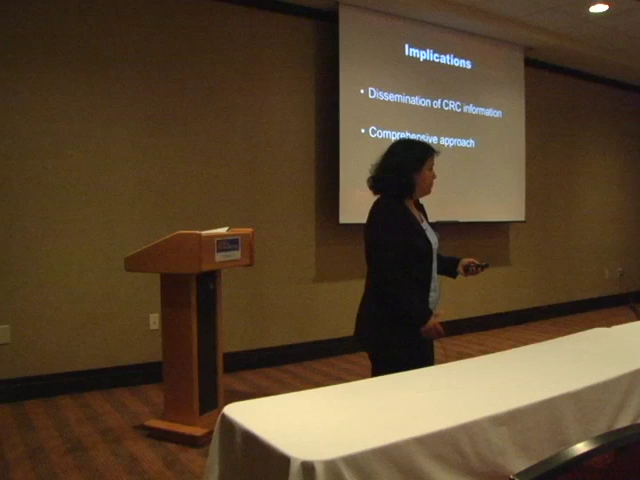 Implications
• Dissemination of CRC information
• Comprehensive approach